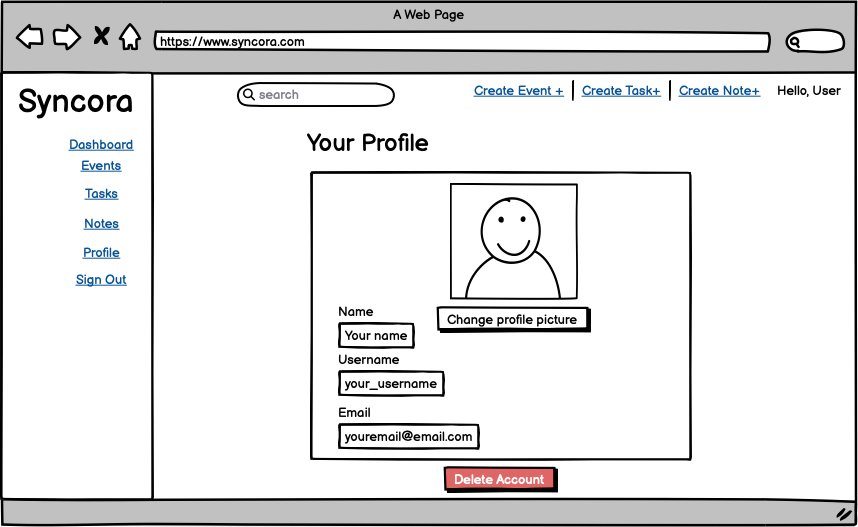 A Web Page
https://www.syncora.com
Syncora
search
Create Event +
Create Task+
Create Note+
Hello, User
Dashboard
Events
Tasks
Notes
Profile
Sign Out
Your Profile
Change profile picture
Name
Your name
Username
your_username
Email
youremail@email.com
Delete Account